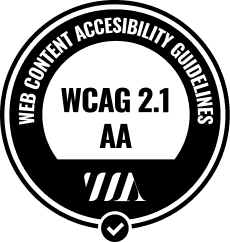 WEB CONTENT ACCESIBILITY GUIDELINES
WCAG 2.1
AA